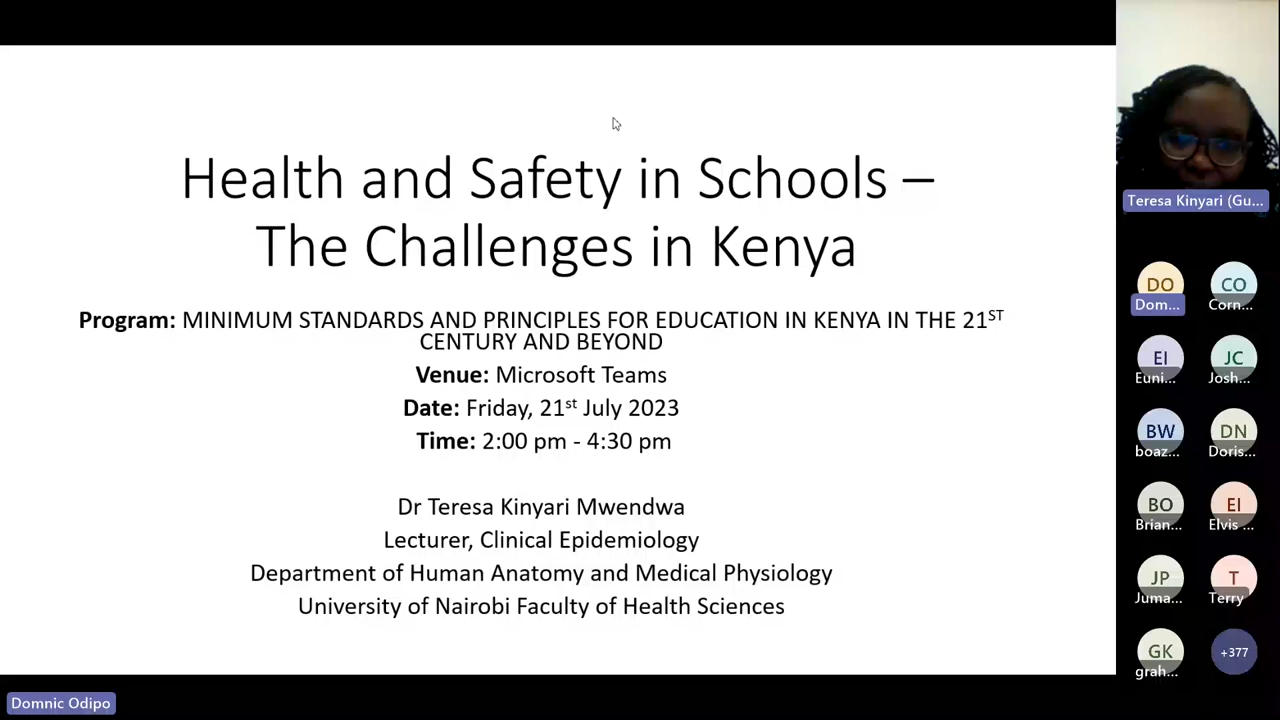 Health and Safety in Schools –
The Challenges in Kenya
Program: MINIMUM STANDARDS AND PRINCIPLES FOR EDUCATION IN KENYA IN THE 21ST
CENTURY AND BEYOND
Venue: Microsoft Teams
Date: Friday, 21st July 2023
Time: 2:00 pm - 4:30 pm
Dr Teresa Kinyari Mwendwa
Lecturer, Clinical Epidemiology
Department of Human Anatomy and Medical Physiology
University of Nairobi Faculty of Health Sciences
Domnic Odipo
Teresa Kinyari (Gu...
DO CO
Dom... Corn...
EI JC
Euni... Josh...
BW DN
boaz... Doris...
BO EI
Brian... Elvis ...
JP T
Juma... Terry
GK +377
grah...